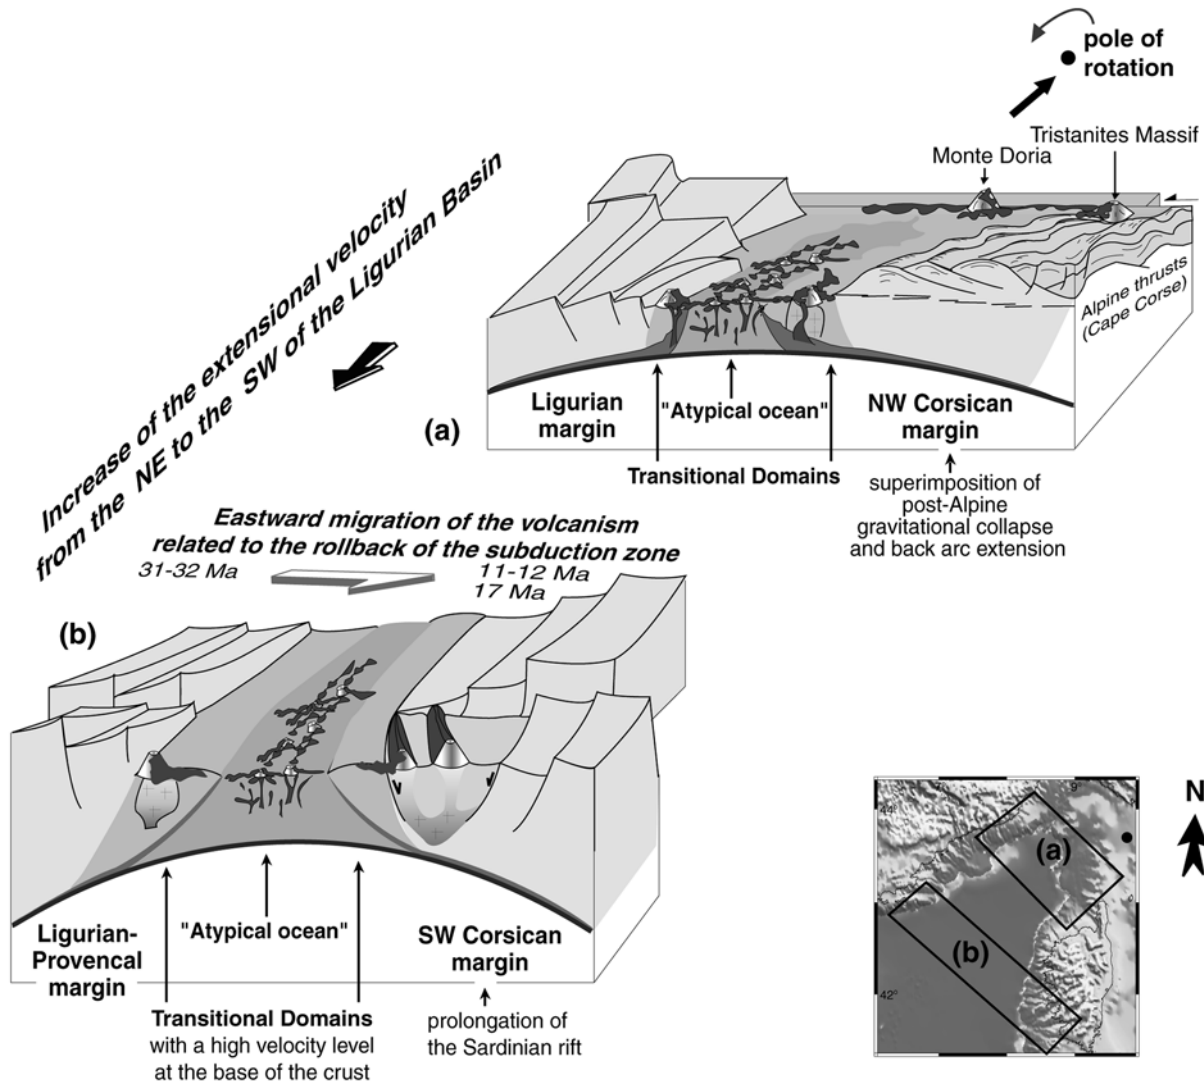 pole of
rotation
Tristanites Massif
Monte Doria
Increase of the extensional velocity
from the NE to the SW of the Ligurian Basin
Alpine thrusts
(Cape Corse)
(a)
Ligurian
margin
"Atypical ocean"
NW Corsican
margin
Transitional Domains
superimposition of
post-Alpine
gravitational collapse
and back arc extension
Eastward migration of the volcanism
related to the rollback of the subduction zone
31-32 Ma
11-12 Ma
17 Ma
(b)
Ligurian-
Provencal
margin
"Atypical ocean"
SW Corsican
margin
Transitional Domains
with a high velocity level
at the base of the crust
prolongation of
the Sardinian rift
N
44°
9°
(a)
(b)
42°